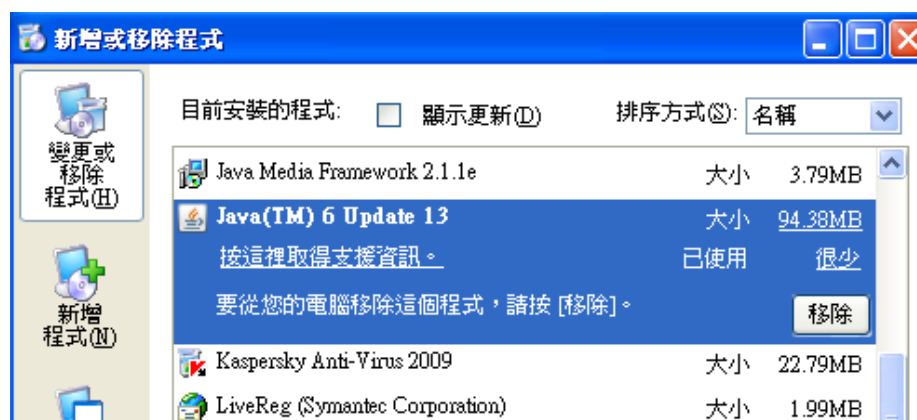 新增或移除程式
變更或
移除
程式(H)
目前安裝的程式:
顯示更新(D)
排序方式(S):
名稱
Java Media Framework 2.1.1e 大小 3.79MB
Java(TM) 6 Update 13 大小 94.38MB
按這裡取得支援資訊。 已使用 很少
要從您的電腦移除這個程式，請按 [移除]。
移除
新增
程式(N)
Kaspersky Anti-Virus 2009 大小 22.79MB
LiveReg (Symantec Corporation) 大小 1.99MB